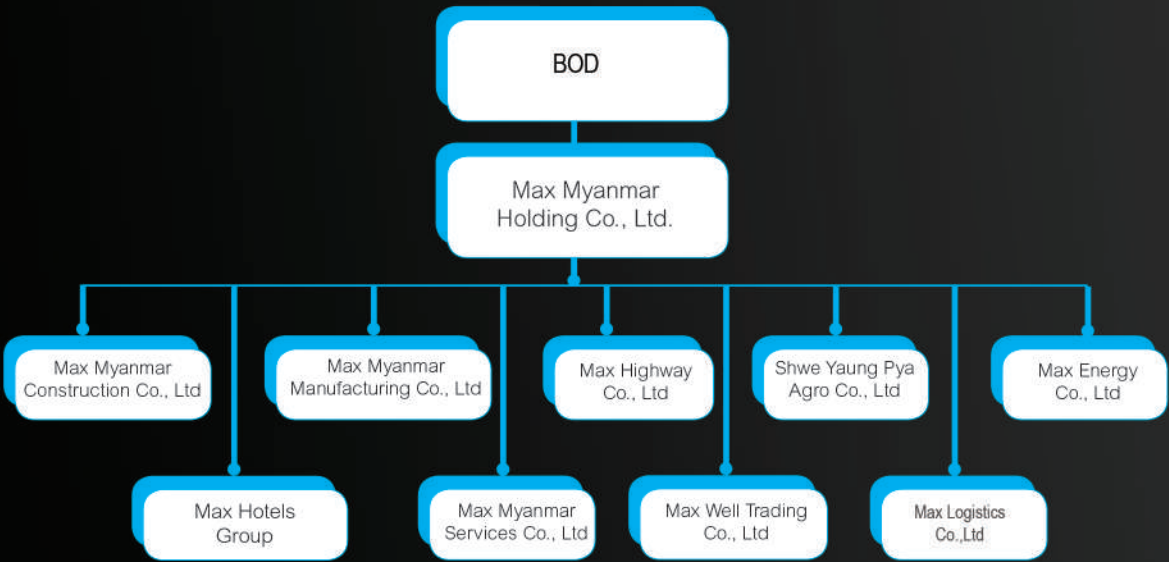 BOD
Max Myanmar
Holding Co., Ltd.
Max Myanmar
Construction Co., Ltd
Max Myanmar
Manufacturing Co., Ltd
Max Highway
Co., Ltd
Shwe Yaung Pya
Agro Co., Ltd
Max Energy
Co., Ltd
Max Hotels
Group
Max Myanmar
Services Co., Ltd
Max Well Trading
Co., Ltd
Max Logistics
Co.,Ltd